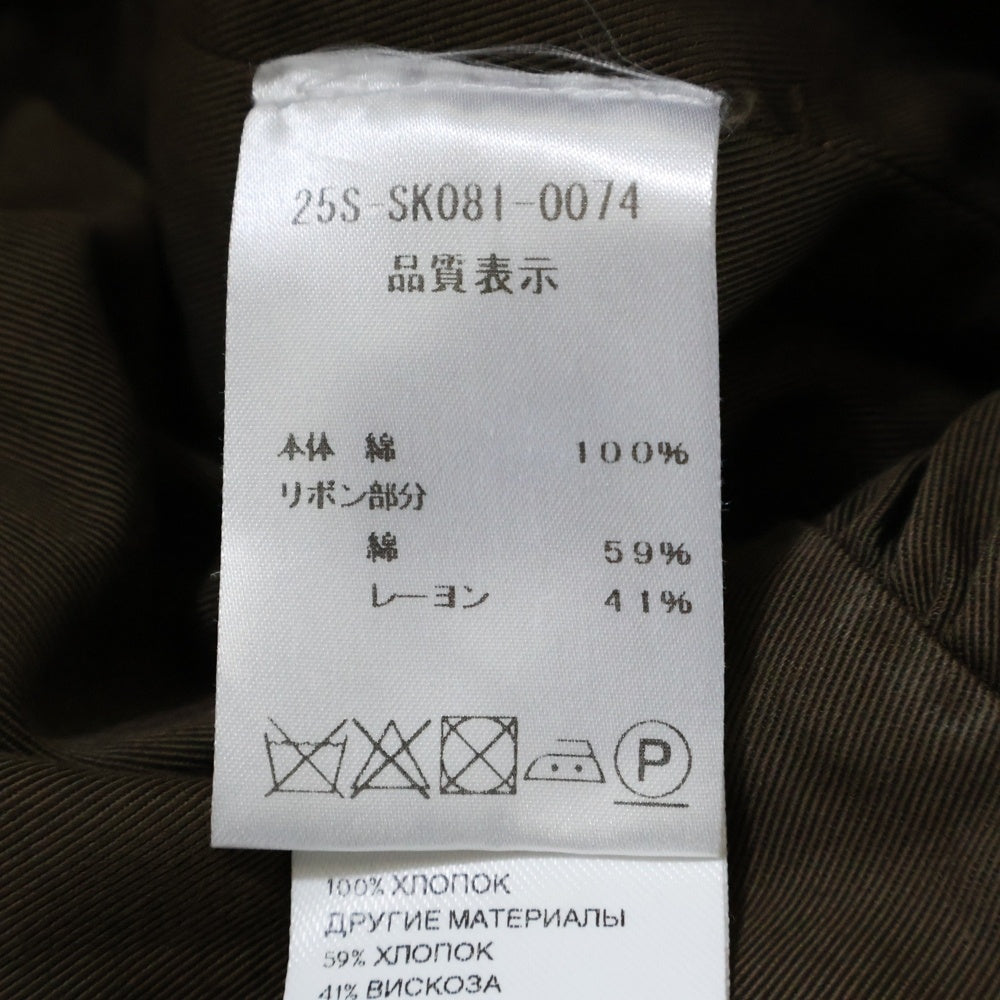 25S-SK081-0074
品質表示
本体 綿 100%
リボン部分
綿 59%
レーヨン 41%
P
100% ХЛОПОК
ДРУГИЕ МАТЕРИАЛЫ
59% ХЛОПОК
41% ВИСКОЗА